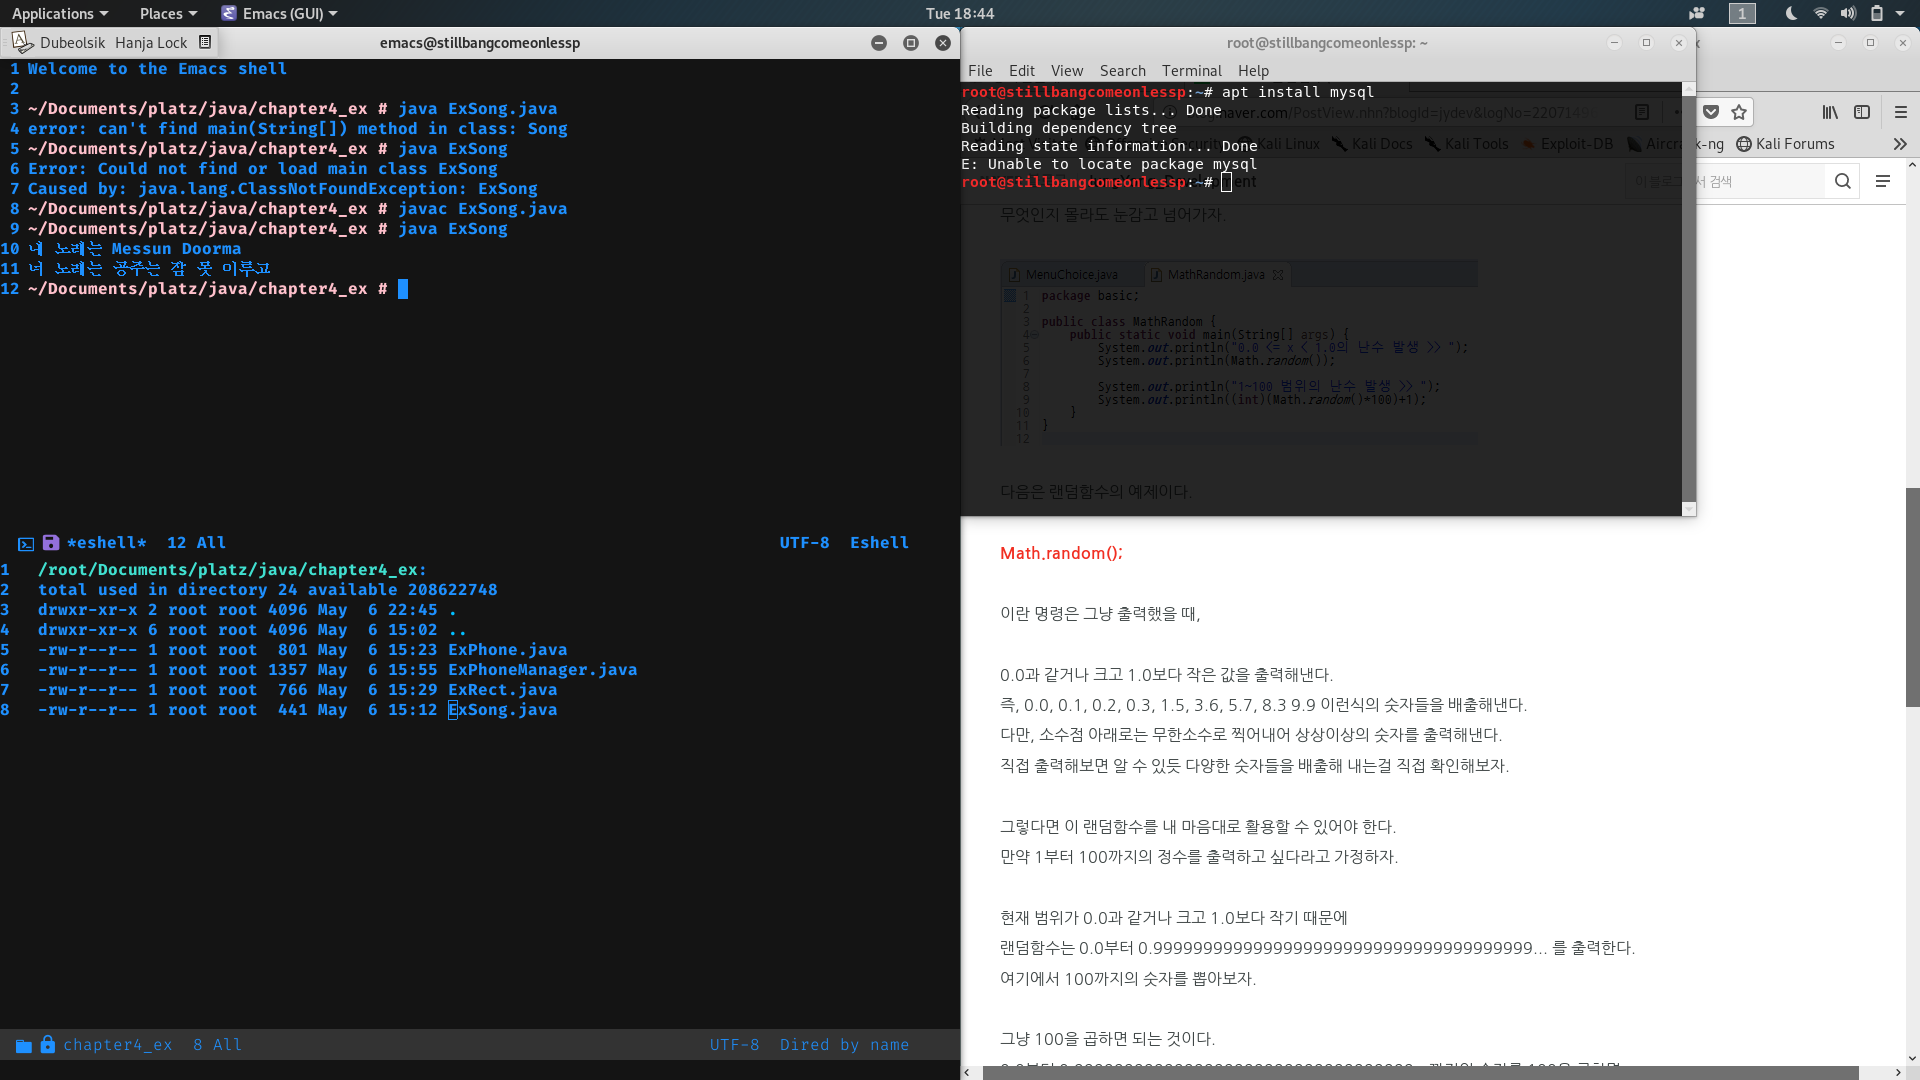 Applications Places Emacs (GUI) Tue 18:44 1
Dubeolsik Hanja Lock emacs@stillbangcomeonlessp
1 Welcome to the Emacs shell
2
3 ~/Documents/platz/java/chapter4_ex # java ExSong.java
4 error: can't find main(String[]) method in class: Song
5 ~/Documents/platz/java/chapter4_ex # java ExSong
6 Error: Could not find or load main class ExSong
7 Caused by: java.lang.ClassNotFoundException: ExSong
8 ~/Documents/platz/java/chapter4_ex # javac ExSong.java
9 ~/Documents/platz/java/chapter4_ex # java ExSong
10 내 노래는 Messun Doorma
11 너 노래는 공주는 잠 못 이루고
12 ~/Documents/platz/java/chapter4_ex #
*eshell* 12 All UTF-8 Eshell
1 /root/Documents/platz/java/chapter4_ex:
2 total used in directory 24 available 208622748
3 drwxr-xr-x 2 root root 4096 May 6 22:45 .
4 drwxr-xr-x 6 root root 4096 May 6 15:02 ..
5 -rw-r--r-- 1 root root 801 May 6 15:23 ExPhone.java
6 -rw-r--r-- 1 root root 1357 May 6 15:55 ExPhoneManager.java
7 -rw-r--r-- 1 root root 766 May 6 15:29 ExRect.java
8 -rw-r--r-- 1 root root 441 May 6 15:12 ExSong.java
chapter4_ex 8 All UTF-8 Dired by name
root@stillbangcomeonlessp: ~
File Edit View Search Terminal Help
root@stillbangcomeonlessp:~# apt install mysql
Reading package lists... Done
Building dependency tree
Reading state information... Done
E: Unable to locate package mysql
root@stillbangcomeonlessp:~#
naver.com/PostView.nhn?blogId=jydev&logNo=220714
Kali Linux Kali Docs Kali Tools Exploit-DB Aircrack-ng Kali Forums
무엇인지 몰라도 눈감고 넘어가자.
MenuChoice.java MathRandom.java
1 package basic;
2
3 public class MathRandom {
4 public static void main(String[] args) {
5 System.out.println("0.0 <= x < 1.0의 난수 발생 >> ");
6 System.out.println(Math.random());
7
8 System.out.println("1~100 범위의 난수 발생 >> ");
9 System.out.println((int)(Math.random()*100)+1);
10 }
11 }
12
다음은 랜덤함수의 예제이다.
Math.random();
이란 명령은 그냥 출력했을 때,
0.0과 같거나 크고 1.0보다 작은 값을 출력해낸다.
즉, 0.0, 0.1, 0.2, 0.3, 1.5, 3.6, 5.7, 8.3 9.9 이런식의 숫자들을 배출해낸다.
다만, 소수점 아래로는 무한소수로 찍어내어 상상이상의 숫자를 출력해낸다.
직접 출력해보면 알 수 있듯 다양한 숫자들을 배출해 내는걸 직접 확인해보자.
그렇다면 이 랜덤함수를 내 마음대로 활용할 수 있어야 한다.
만약 1부터 100까지의 정수를 출력하고 싶다라고 가정하자.
현재 범위가 0.0과 같거나 크고 1.0보다 작기 때문에
랜덤함수는 0.0부터 0.99999999999999999999999999999999999999... 를 출력한다.
여기에서 100까지의 숫자를 뽑아보자.
그냥 100을 곱하면 되는 것이다.